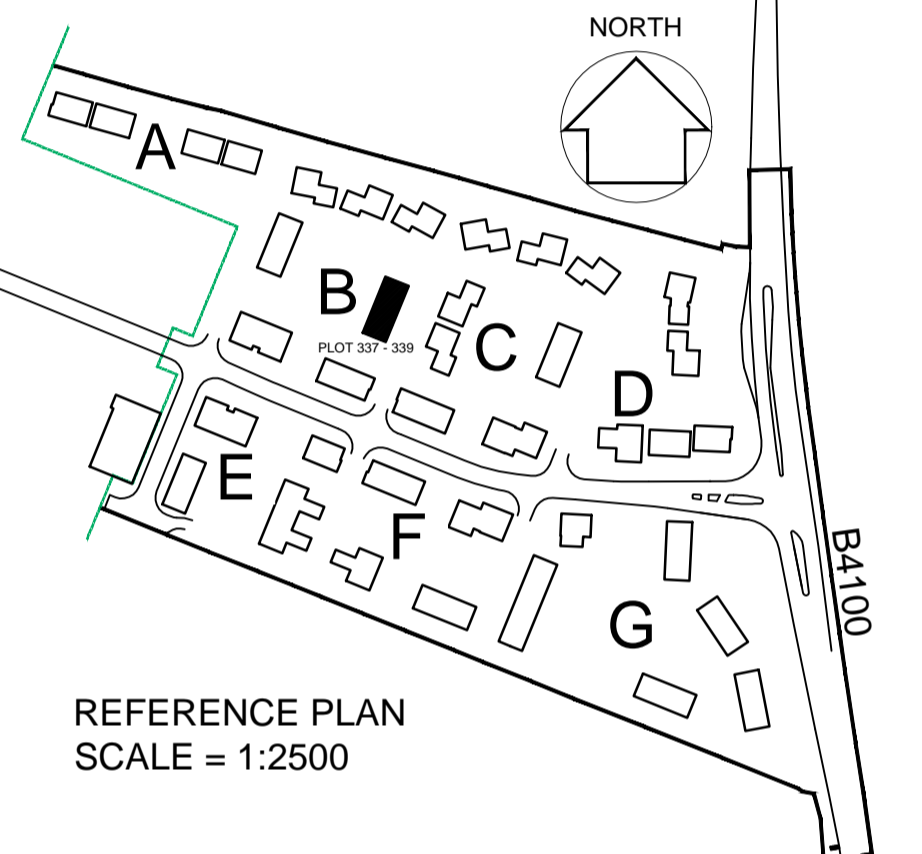 NORTH
A
B
PLOT 337 - 339
C
D
E
F
G
B4100
REFERENCE PLAN
SCALE = 1:2500